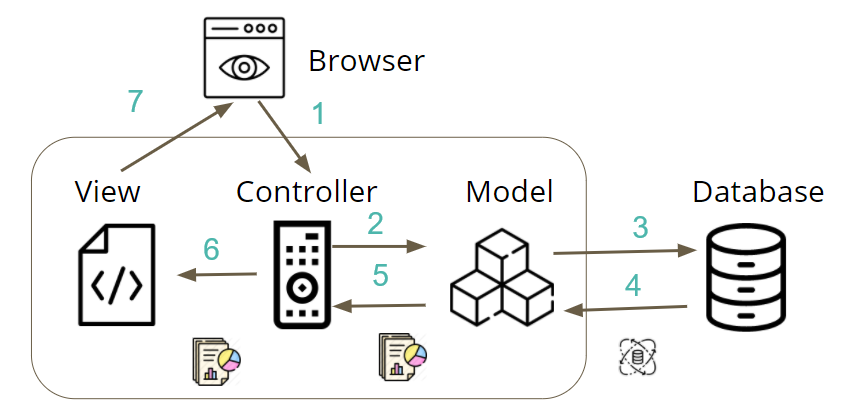 Browser
7
1
View
Controller
Model
Database
2
3
6
5
4
</>